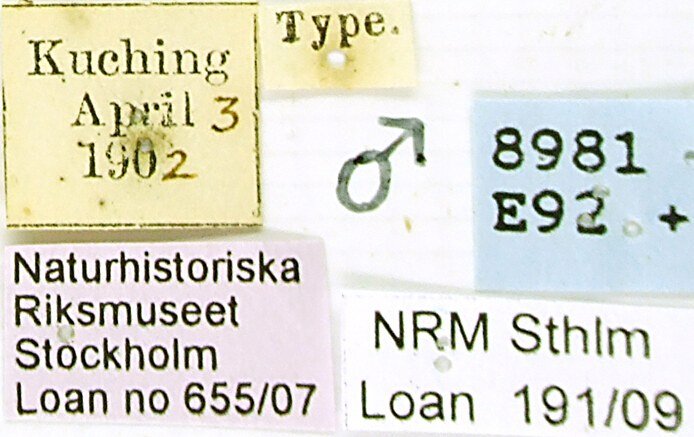 Kuching
April 3
1902
Type.
♂
8981
E92 +
Naturhistoriska
Riksmuseet
Stockholm
Loan no 655/07
NRM Sthlm
Loan 191/09